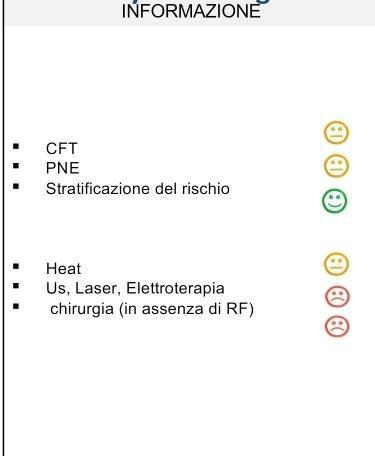 INFORMAZIONE
▪ CFT
▪ PNE
▪ Stratificazione del rischio
▪ Heat
▪ Us, Laser, Elettroterapia
▪ chirurgia (in assenza di RF)